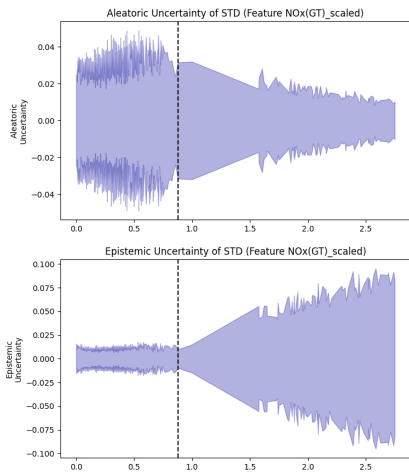 Aleatoric Uncertainty of STD (Feature NOx(GT)_scaled)
0.04
0.02
0.00
−0.02
−0.04
Aleatoric
Uncertainty
0.0 0.5 1.0 1.5 2.0 2.5
Epistemic Uncertainty of STD (Feature NOx(GT)_scaled)
0.100
0.075
0.050
0.025
0.000
−0.025
−0.050
−0.075
−0.100
Epistemic
Uncertainty
0.0 0.5 1.0 1.5 2.0 2.5